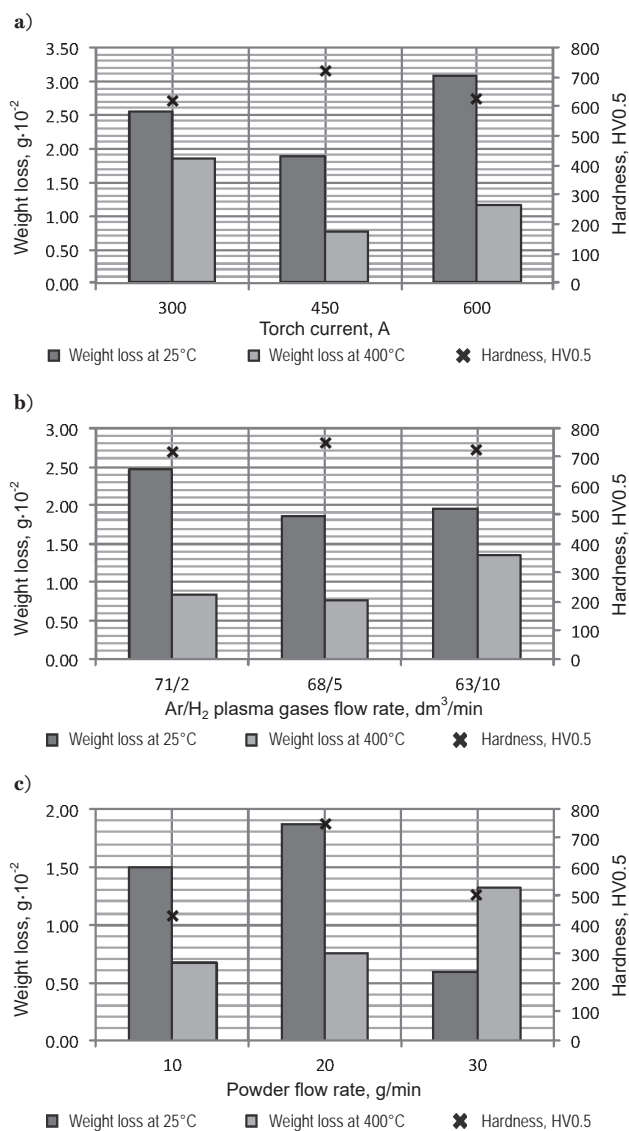 a)
3.50
3.00
2.50
2.00
1.50
1.00
0.50
0.00
Weight loss, g·10⁻²
800
700
600
500
400
300
200
100
0
Hardness, HV0.5
300 450 600
Torch current, A
Weight loss at 25°C Weight loss at 400°C Hardness, HV0.5
b)
3.00
2.50
2.00
1.50
1.00
0.50
0.00
Weight loss, g·10⁻²
800
700
600
500
400
300
200
100
0
Hardness, HV0.5
71/2 68/5 63/10
Ar/H₂ plasma gases flow rate, dm³/min
Weight loss at 25°C Weight loss at 400°C Hardness, HV0.5
c)
2.00
1.50
1.00
0.50
0.00
Weight loss, g·10⁻²
800
700
600
500
400
300
200
100
0
Hardness, HV0.5
10 20 30
Powder flow rate, g/min
Weight loss at 25°C Weight loss at 400°C Hardness, HV0.5